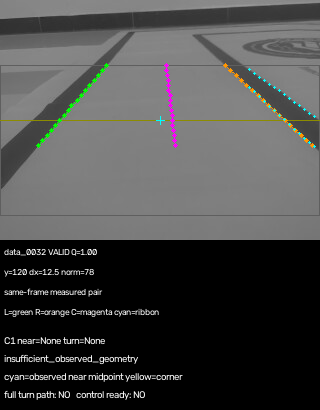 data_0032 VALID Q=1.00
y=120 dx=12.5 norm=78
same-frame measured pair
L=green R=orange C=magenta cyan=ribbon
C1 near=None turn=None
insufficient_observed_geometry
cyan=observed near midpoint yellow=corner
full turn path: NO control ready: NO